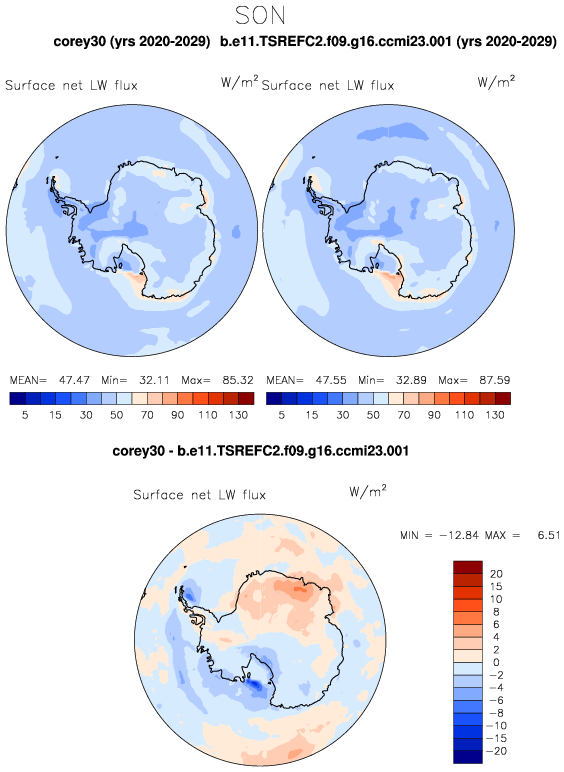 SON
corey30 (yrs 2020-2029) b.e11.TSREFC2.f09.g16.ccmi23.001 (yrs 2020-2029)
Surface net LW flux W/m² Surface net LW flux W/m²
MEAN= 47.47 Min= 32.11 Max= 85.32 MEAN= 47.55 Min= 32.89 Max= 87.59
5 15 30 50 70 90 110 130 5 15 30 50 70 90 110 130
corey30 - b.e11.TSREFC2.f09.g16.ccmi23.001
Surface net LW flux W/m²
MIN = -12.84 MAX = 6.51
20
15
10
8
6
4
2
0
-2
-4
-6
-8
-10
-15
-20